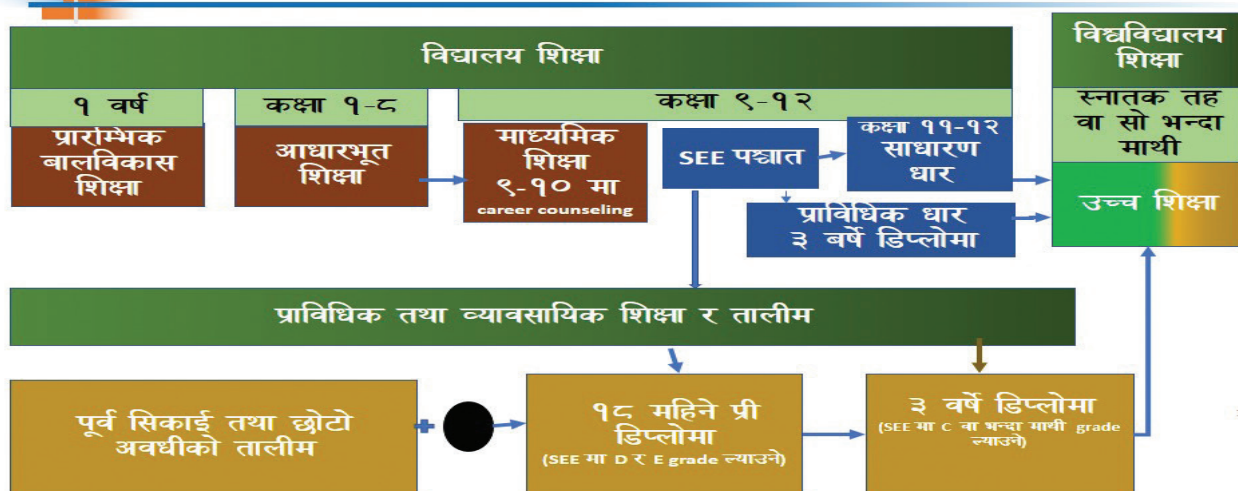 विद्यालय शिक्षा
विश्वविद्यालय
शिक्षा
१ वर्ष
कक्षा १-८
कक्षा ९-१२
स्नातक तह
वा सो भन्दा
माथी
प्रारम्भिक
बालविकास
शिक्षा
आधारभूत
शिक्षा
माध्यमिक
शिक्षा
९-१० मा
career counseling
SEE पश्चात
कक्षा ११-१२
साधारण
धार
प्राविधिक धार
३ बर्षे डिप्लोमा
उच्च शिक्षा
प्राविधिक तथा व्यावसायिक शिक्षा र तालीम
पूर्व सिकाई तथा छोटो
अवधीको तालीम
१८ महिने प्री
डिप्लोमा
(SEE मा D र E grade ल्याउने)
३ वर्षे डिप्लोमा
(SEE मा C वा भन्दा माथी grade
ल्याउने)